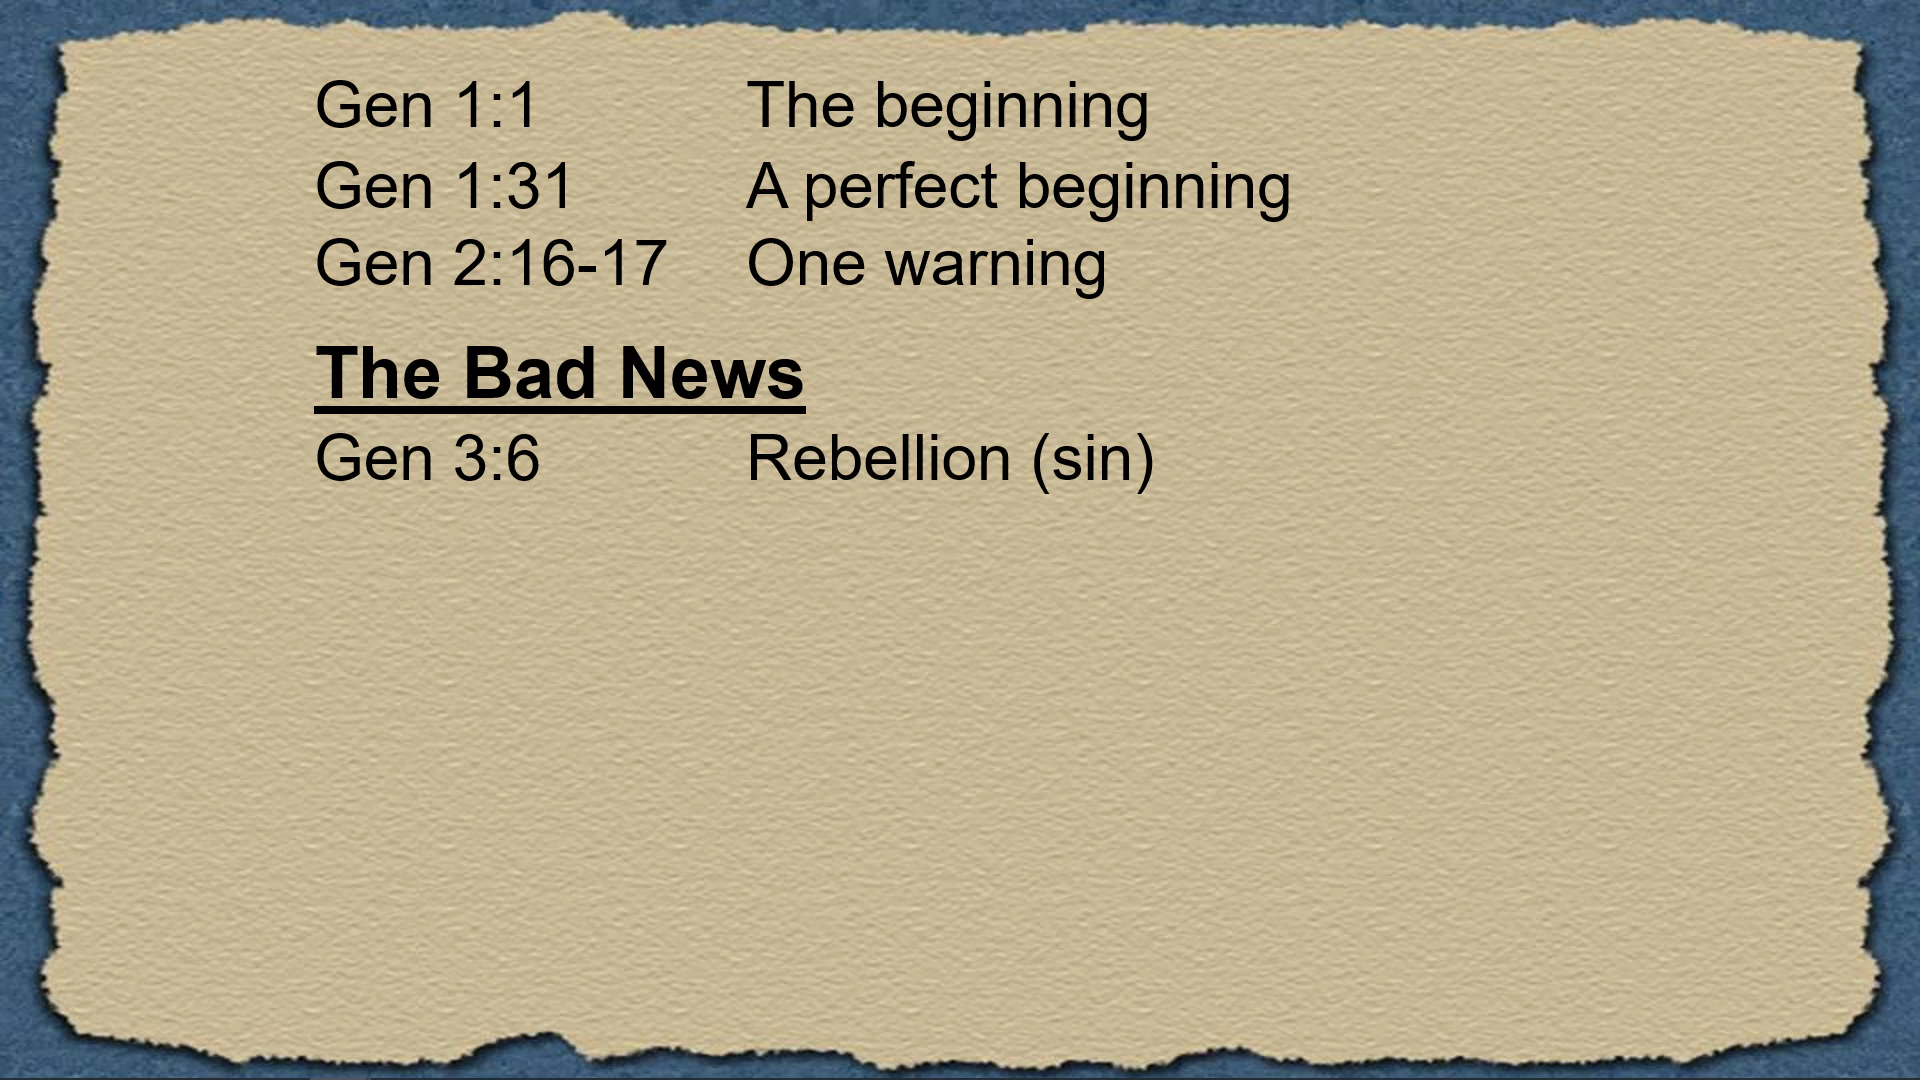 Gen 1:1 The beginning
Gen 1:31 A perfect beginning
Gen 2:16-17 One warning
The Bad News
Gen 3:6 Rebellion (sin)